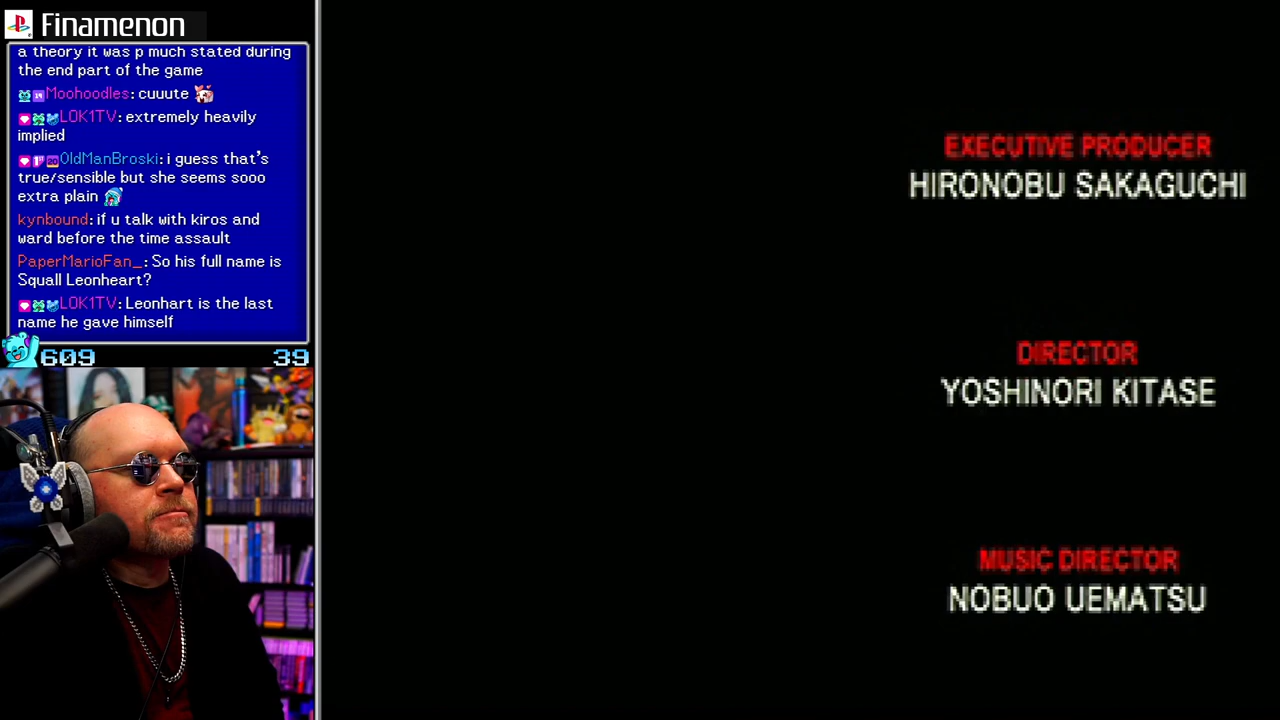 Finamenon
a theory it was p much stated during
the end part of the game
Moohoodles: cuuute
L0K1TV: extremely heavily
implied
OldManBroski: i guess that's
true/sensible but she seems sooo
extra plain
kynbound: if u talk with kiros and
ward before the time assault
PaperMarioFan_: So his full name is
Squall Leonheart?
L0K1TV: Leonhart is the last
name he gave himself
609
39
EXECUTIVE PRODUCER
HIRONOBU SAKAGUCHI
DIRECTOR
YOSHINORI KITASE
MUSIC DIRECTOR
NOBUO UEMATSU